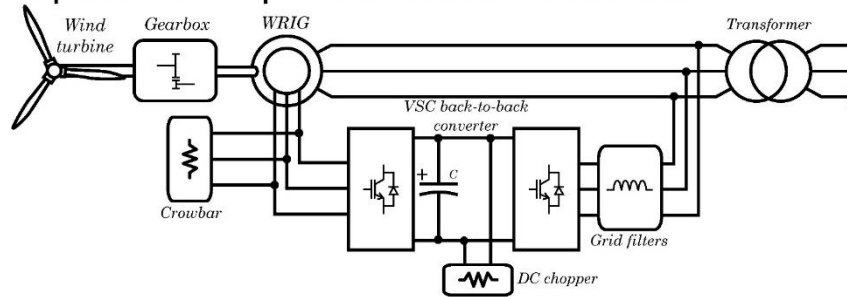 Wind
turbine
Gearbox
WRIG
Transformer
VSC back-to-back
converter
+
C
Crowbar
Grid filters
DC chopper